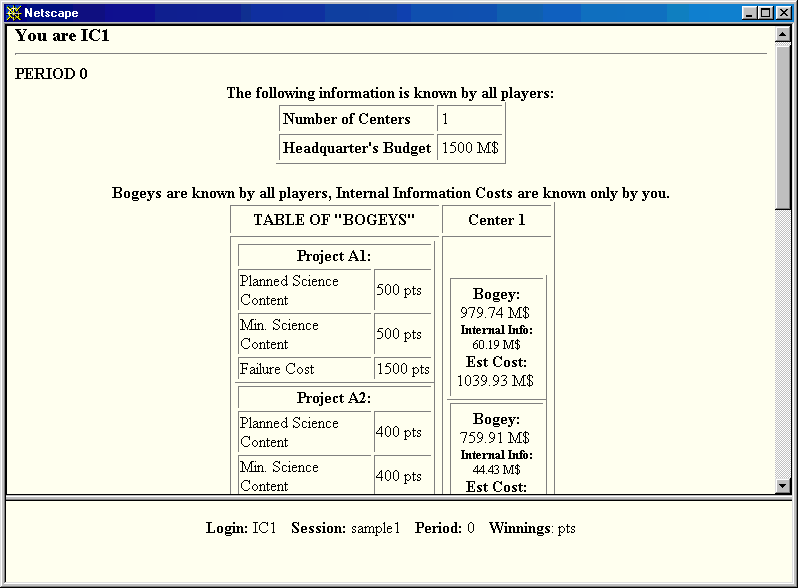 Netscape
You are IC1
PERIOD 0
The following information is known by all players:
Number of Centers 1
Headquarter's Budget 1500 M$
Bogeys are known by all players, Internal Information Costs are known only by you.
TABLE OF "BOGEYS" Center 1
Project A1:
Planned Science
Content
500 pts
Min. Science
Content
500 pts
Failure Cost 1500 pts
Bogey:
979.74 M$
Internal Info:
60.19 M$
Est Cost:
1039.93 M$
Project A2:
Planned Science
Content
400 pts
Min. Science
Content
400 pts
Bogey:
759.91 M$
Internal Info:
44.43 M$
Est Cost:
Login: IC1 Session: sample1 Period: 0 Winnings: pts